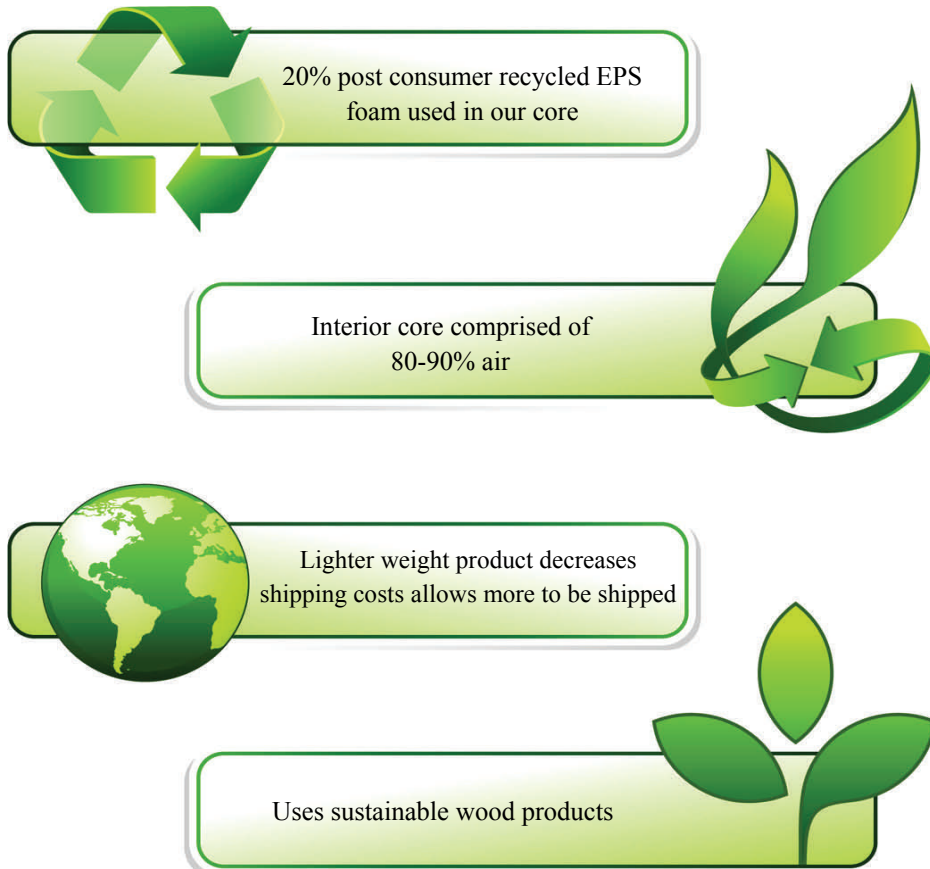 20% post consumer recycled EPS
foam used in our core
Interior core comprised of
80-90% air
Lighter weight product decreases
shipping costs allows more to be shipped
Uses sustainable wood products